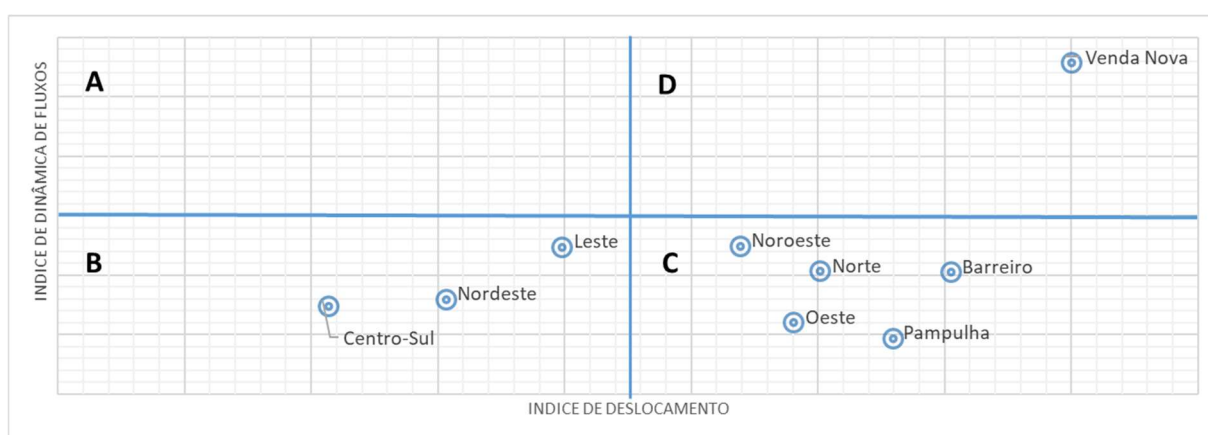 INDICE DE DINÂMICA DE FLUXOS
A
D
Venda Nova
B
Leste
C
Noroeste
Norte
Barreiro
Nordeste
Oeste
Centro-Sul
Pampulha
INDICE DE DESLOCAMENTO